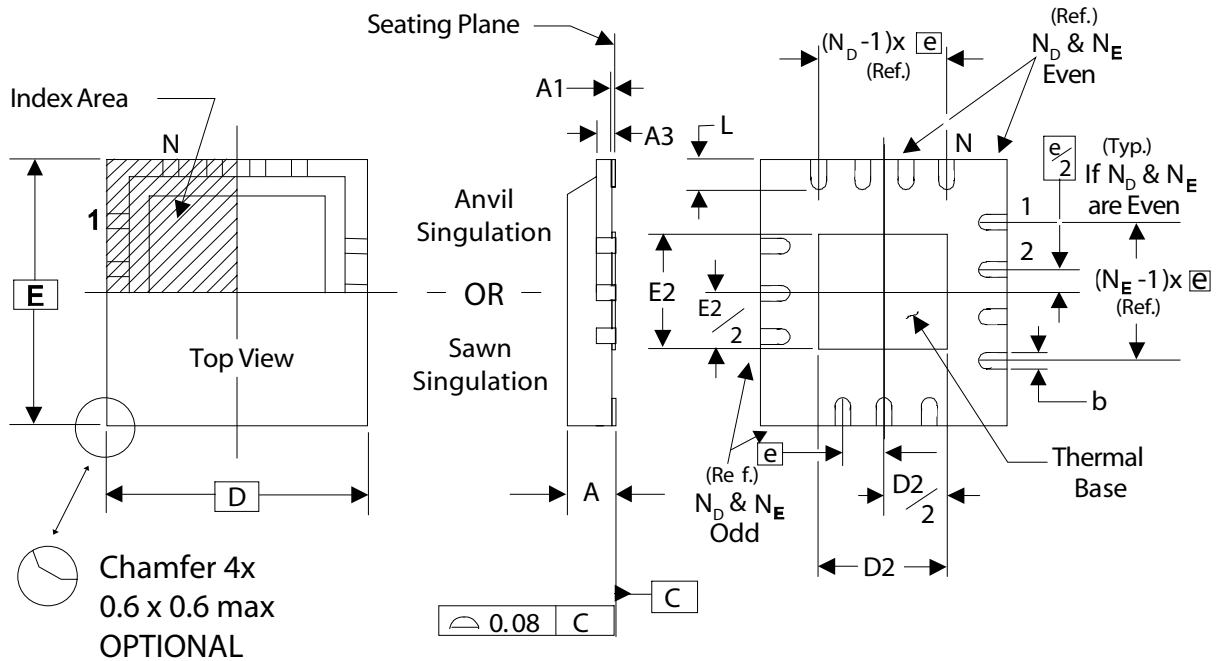 Seating Plane
(Ref.)
N_D & N_E
Even
(N_D -1)x e
(Ref.)
A1
Index Area
L
A3
N
N
e/2
(Typ.)
If N_D & N_E
are Even
1
1
2
Anvil
Singulation
E
E2
E2/2
(N_E -1)x e
(Ref.)
OR
Top View
Sawn
Singulation
b
e
Thermal
Base
(Re f.)
N_D & N_E
Odd
D
A
D2/2
D2
Chamfer 4x
0.6 x 0.6 max
OPTIONAL
C
0.08 C